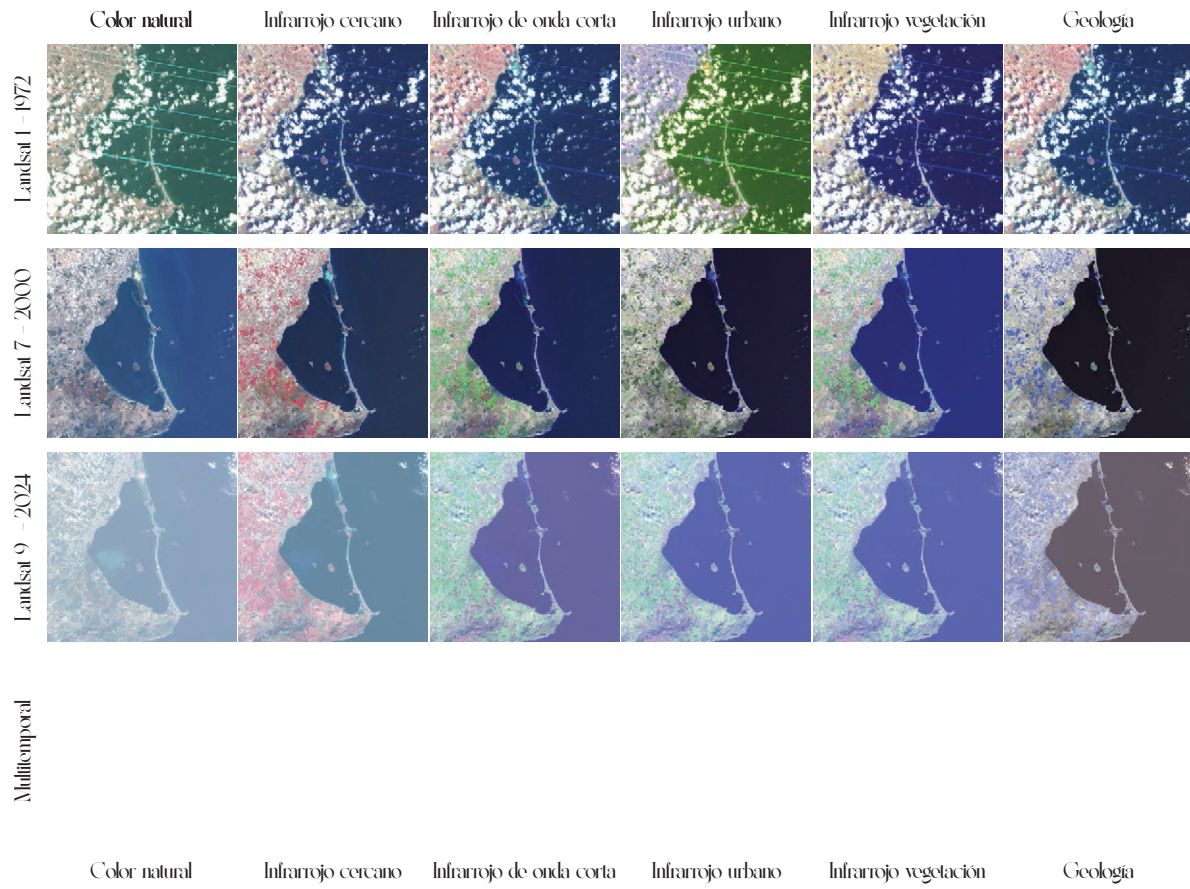 Color natural Infrarrojo cercano Infrarrojo de onda corta Infrarrojo urbano Infrarrojo vegetación Geología
Landsat 1 - 1972
Landsat 7 - 2000
Landsat 9 - 2024
Multitemporal
Color natural Infrarrojo cercano Infrarrojo de onda corta Infrarrojo urbano Infrarrojo vegetación Geología